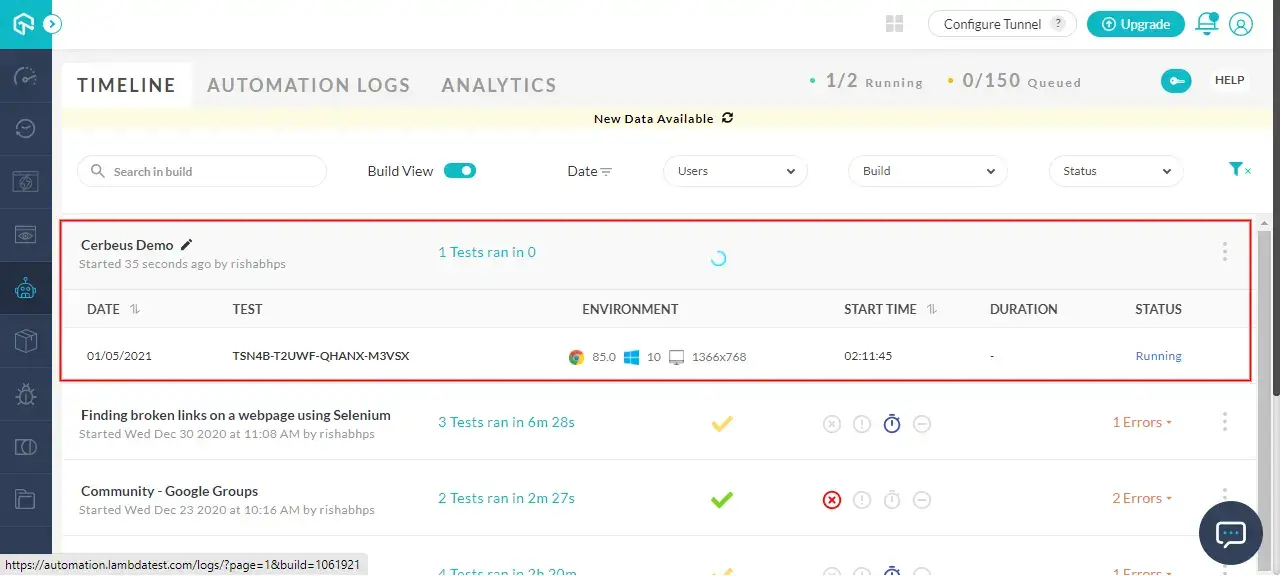 Configure Tunnel ?
Upgrade
TIMELINE
AUTOMATION LOGS
ANALYTICS
1/2 Running
0/150 Queued
HELP
New Data Available
Search in build
Build View
Date
Users
Build
Status
Cerbeus Demo
1 Tests ran in 0
Started 35 seconds ago by rishabhps
DATE TEST ENVIRONMENT START TIME DURATION STATUS
01/05/2021 TSN4B-T2UWF-QHANX-M3VSX 85.0 10 1366x768 02:11:45 - Running
Finding broken links on a webpage using Selenium
3 Tests ran in 6m 28s
1 Errors
Started Wed Dec 30 2020 at 11:08 AM by rishabhps
Community - Google Groups
2 Tests ran in 2m 27s
2 Errors
Started Wed Dec 23 2020 at 10:16 AM by rishabhps
https://automation.lambdatest.com/logs/?page=1&build=1061921
4 Tests ran in 2h 20m
1 Errors